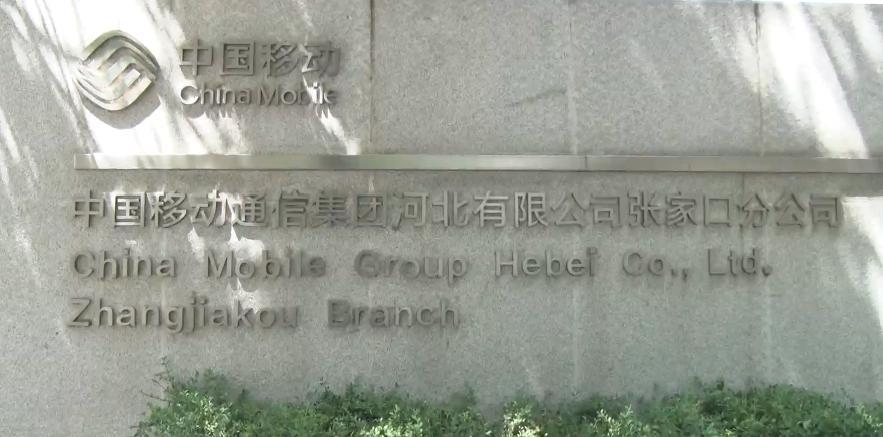 中国移动
China Mobile
中国移动通信集团河北有限公司张家口分公司
China Mobile Group Hebei Co., Ltd.
Zhangjiakou Branch